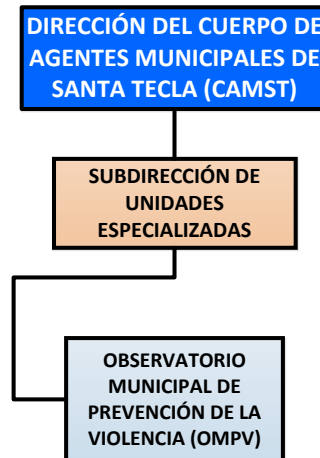 DIRECCIÓN DEL CUERPO DE
AGENTES MUNICIPALES DE
SANTA TECLA (CAMST)
SUBDIRECCIÓN DE
UNIDADES
ESPECIALIZADAS
OBSERVATORIO
MUNICIPAL DE
PREVENCIÓN DE LA
VIOLENCIA (OMPV)